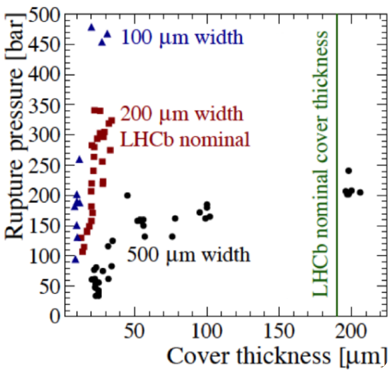 Rupture pressure [bar]
500
450
400
350
300
250
200
150
100
50
0
100 μm width
200 μm width
LHCb nominal
500 μm width
LHCb nominal cover thickness
0
50
100
150
200
Cover thickness [μm]